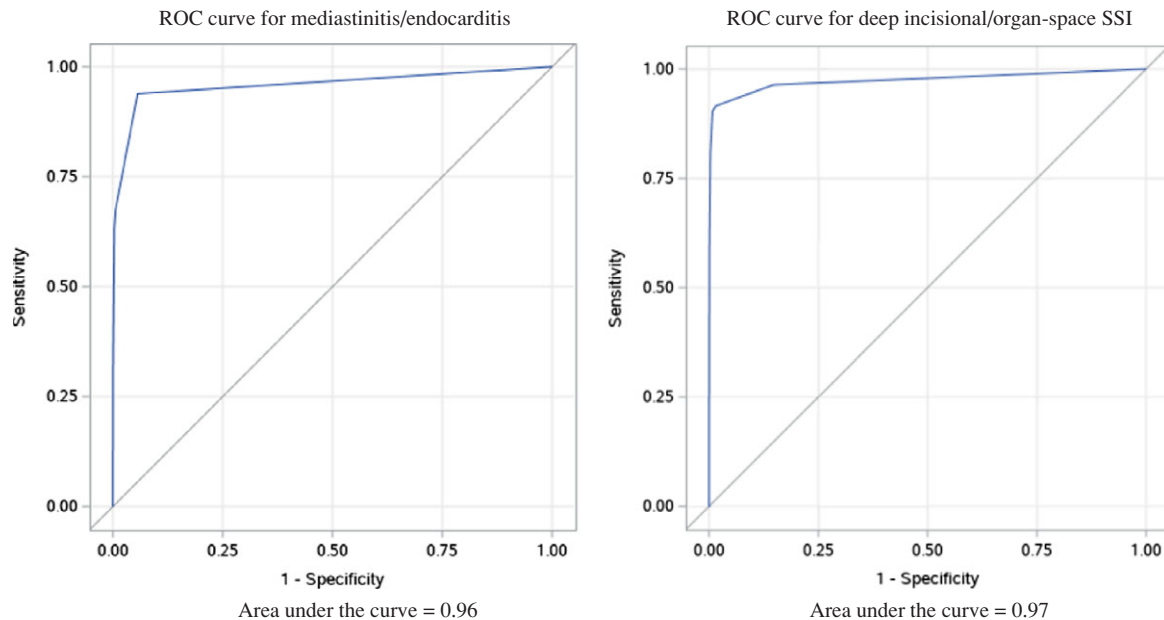 ROC curve for mediastinitis/endocarditis
1.00
0.75
0.50
0.25
0.00
Sensitivity
0.00 0.25 0.50 0.75 1.00
1 - Specificity
Area under the curve = 0.96
ROC curve for deep incisional/organ-space SSI
1.00
0.75
0.50
0.25
0.00
Sensitivity
0.00 0.25 0.50 0.75 1.00
1 - Specificity
Area under the curve = 0.97